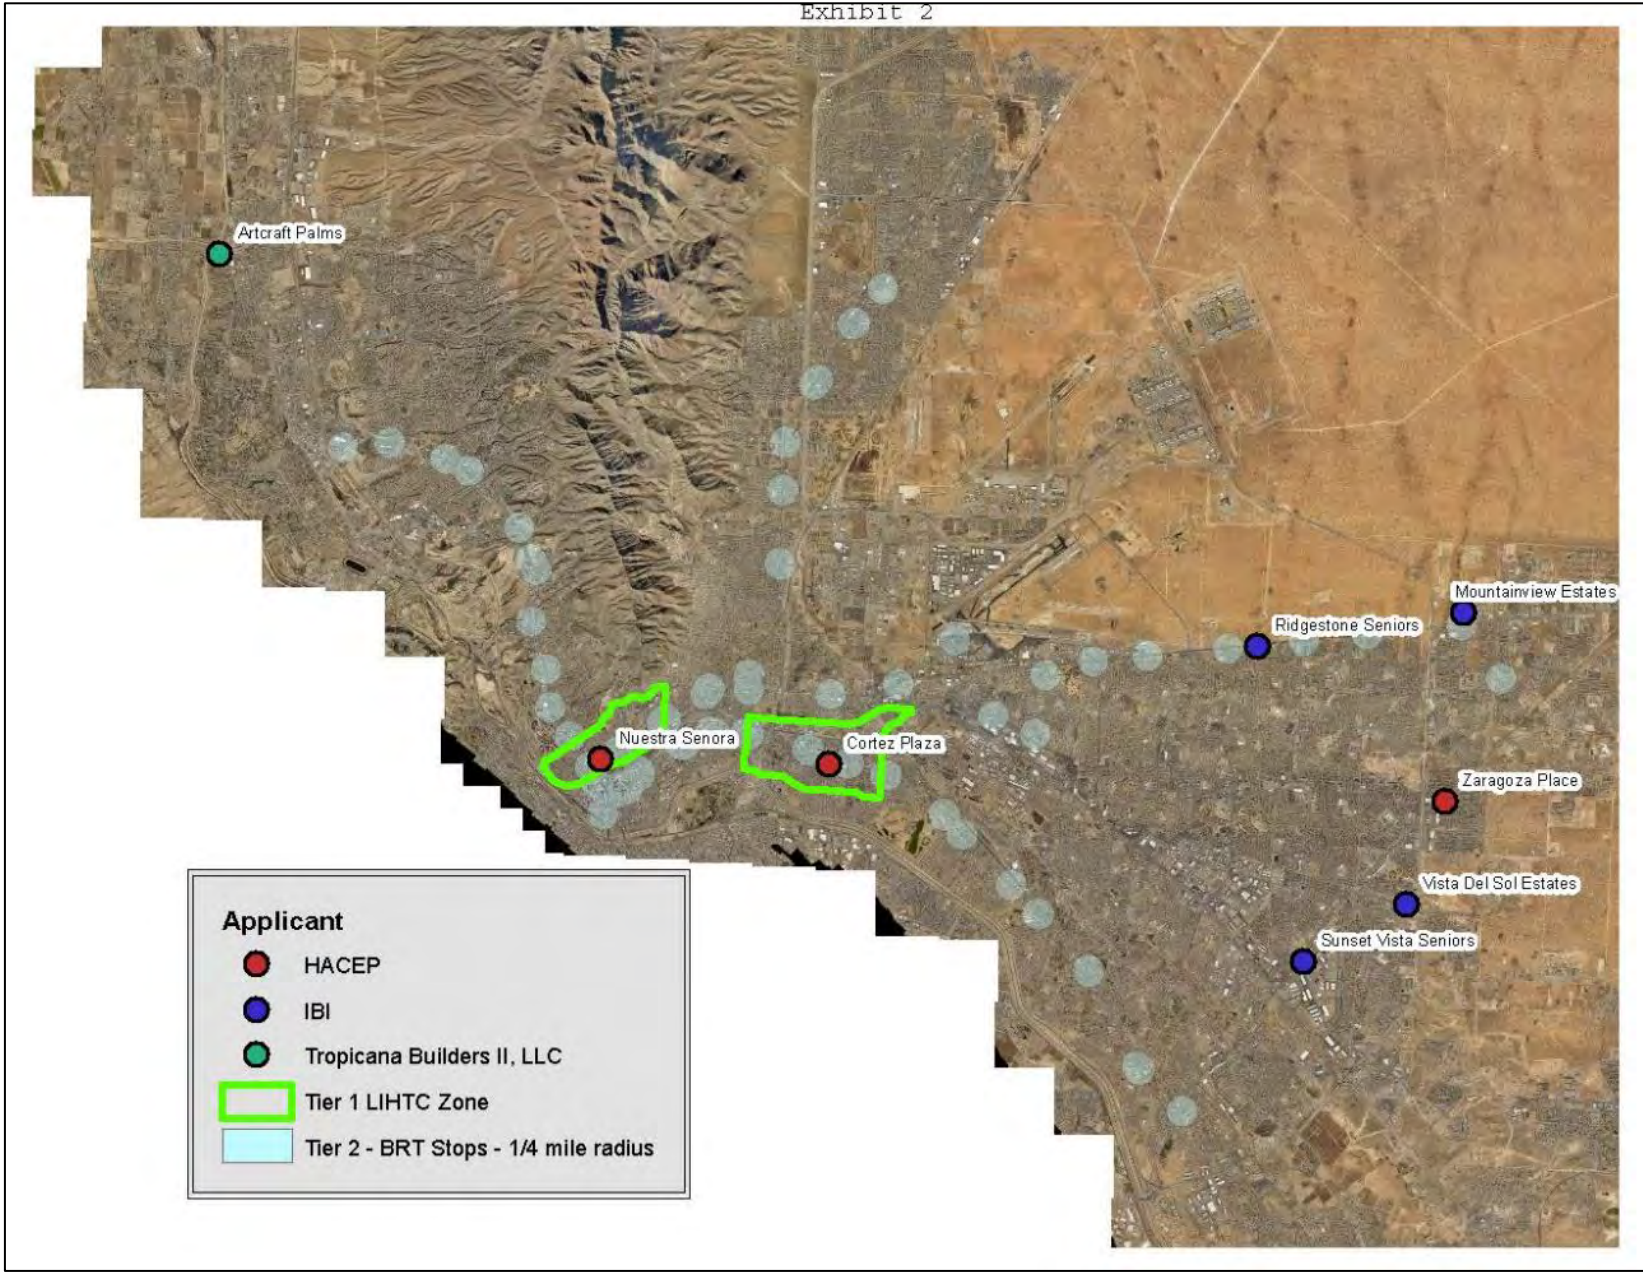 Exhibit 2
Artcraft Palms
Mountainview Estates
Ridgestone Seniors
Nuestra Senora
Cortez Plaza
Zaragoza Place
Vista Del Sol Estates
Sunset Vista Seniors
Applicant
HACEP
IBI
Tropicana Builders II, LLC
Tier 1 LIHTC Zone
Tier 2 - BRT Stops - 1/4 mile radius